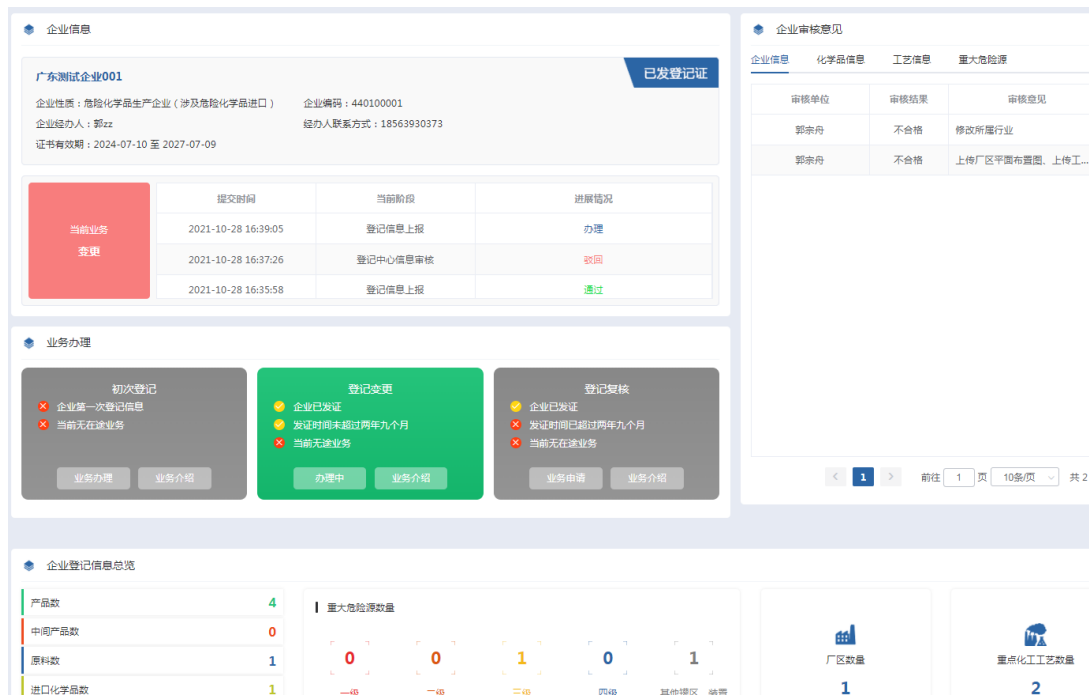 企业信息
广东测试企业001
已发登记证
企业性质：危险化学品生产企业（涉及危险化学品进口） 企业编码：440100001
企业经办人：郭zz 经办人联系方式：18563930373
证书有效期：2024-07-10 至 2027-07-09
当前业务
变更
提交时间 当前阶段 进展情况
2021-10-28 16:39:05 登记信息上报 办理
2021-10-28 16:37:26 登记中心信息审核 驳回
2021-10-28 16:35:58 登记信息上报 通过
企业审核意见
企业信息 化学品信息 工艺信息 重大危险源
审核单位 审核结果 审核意见
郭宗舟 不合格 修改所属行业
郭宗舟 不合格 上传厂区平面布置图、上传工...
1 前往 1 页 10条/页 共 2
业务办理
初次登记
企业第一次登记信息
当前无在途业务
业务办理 业务介绍
登记变更
企业已发证
发证时间未超过两年九个月
当前无途业务
办理中 业务介绍
登记复核
企业已发证
发证时间已超过两年九个月
当前无在途业务
业务申请 业务介绍
企业登记信息总览
产品数 4
中间产品数 0
原料数 1
进口化学品数 1
重大危险源数量
0 0 1 0 1
一级 二级 三级 四级 其他罐区、装置
厂区数量
1
重点化工工艺数量
2